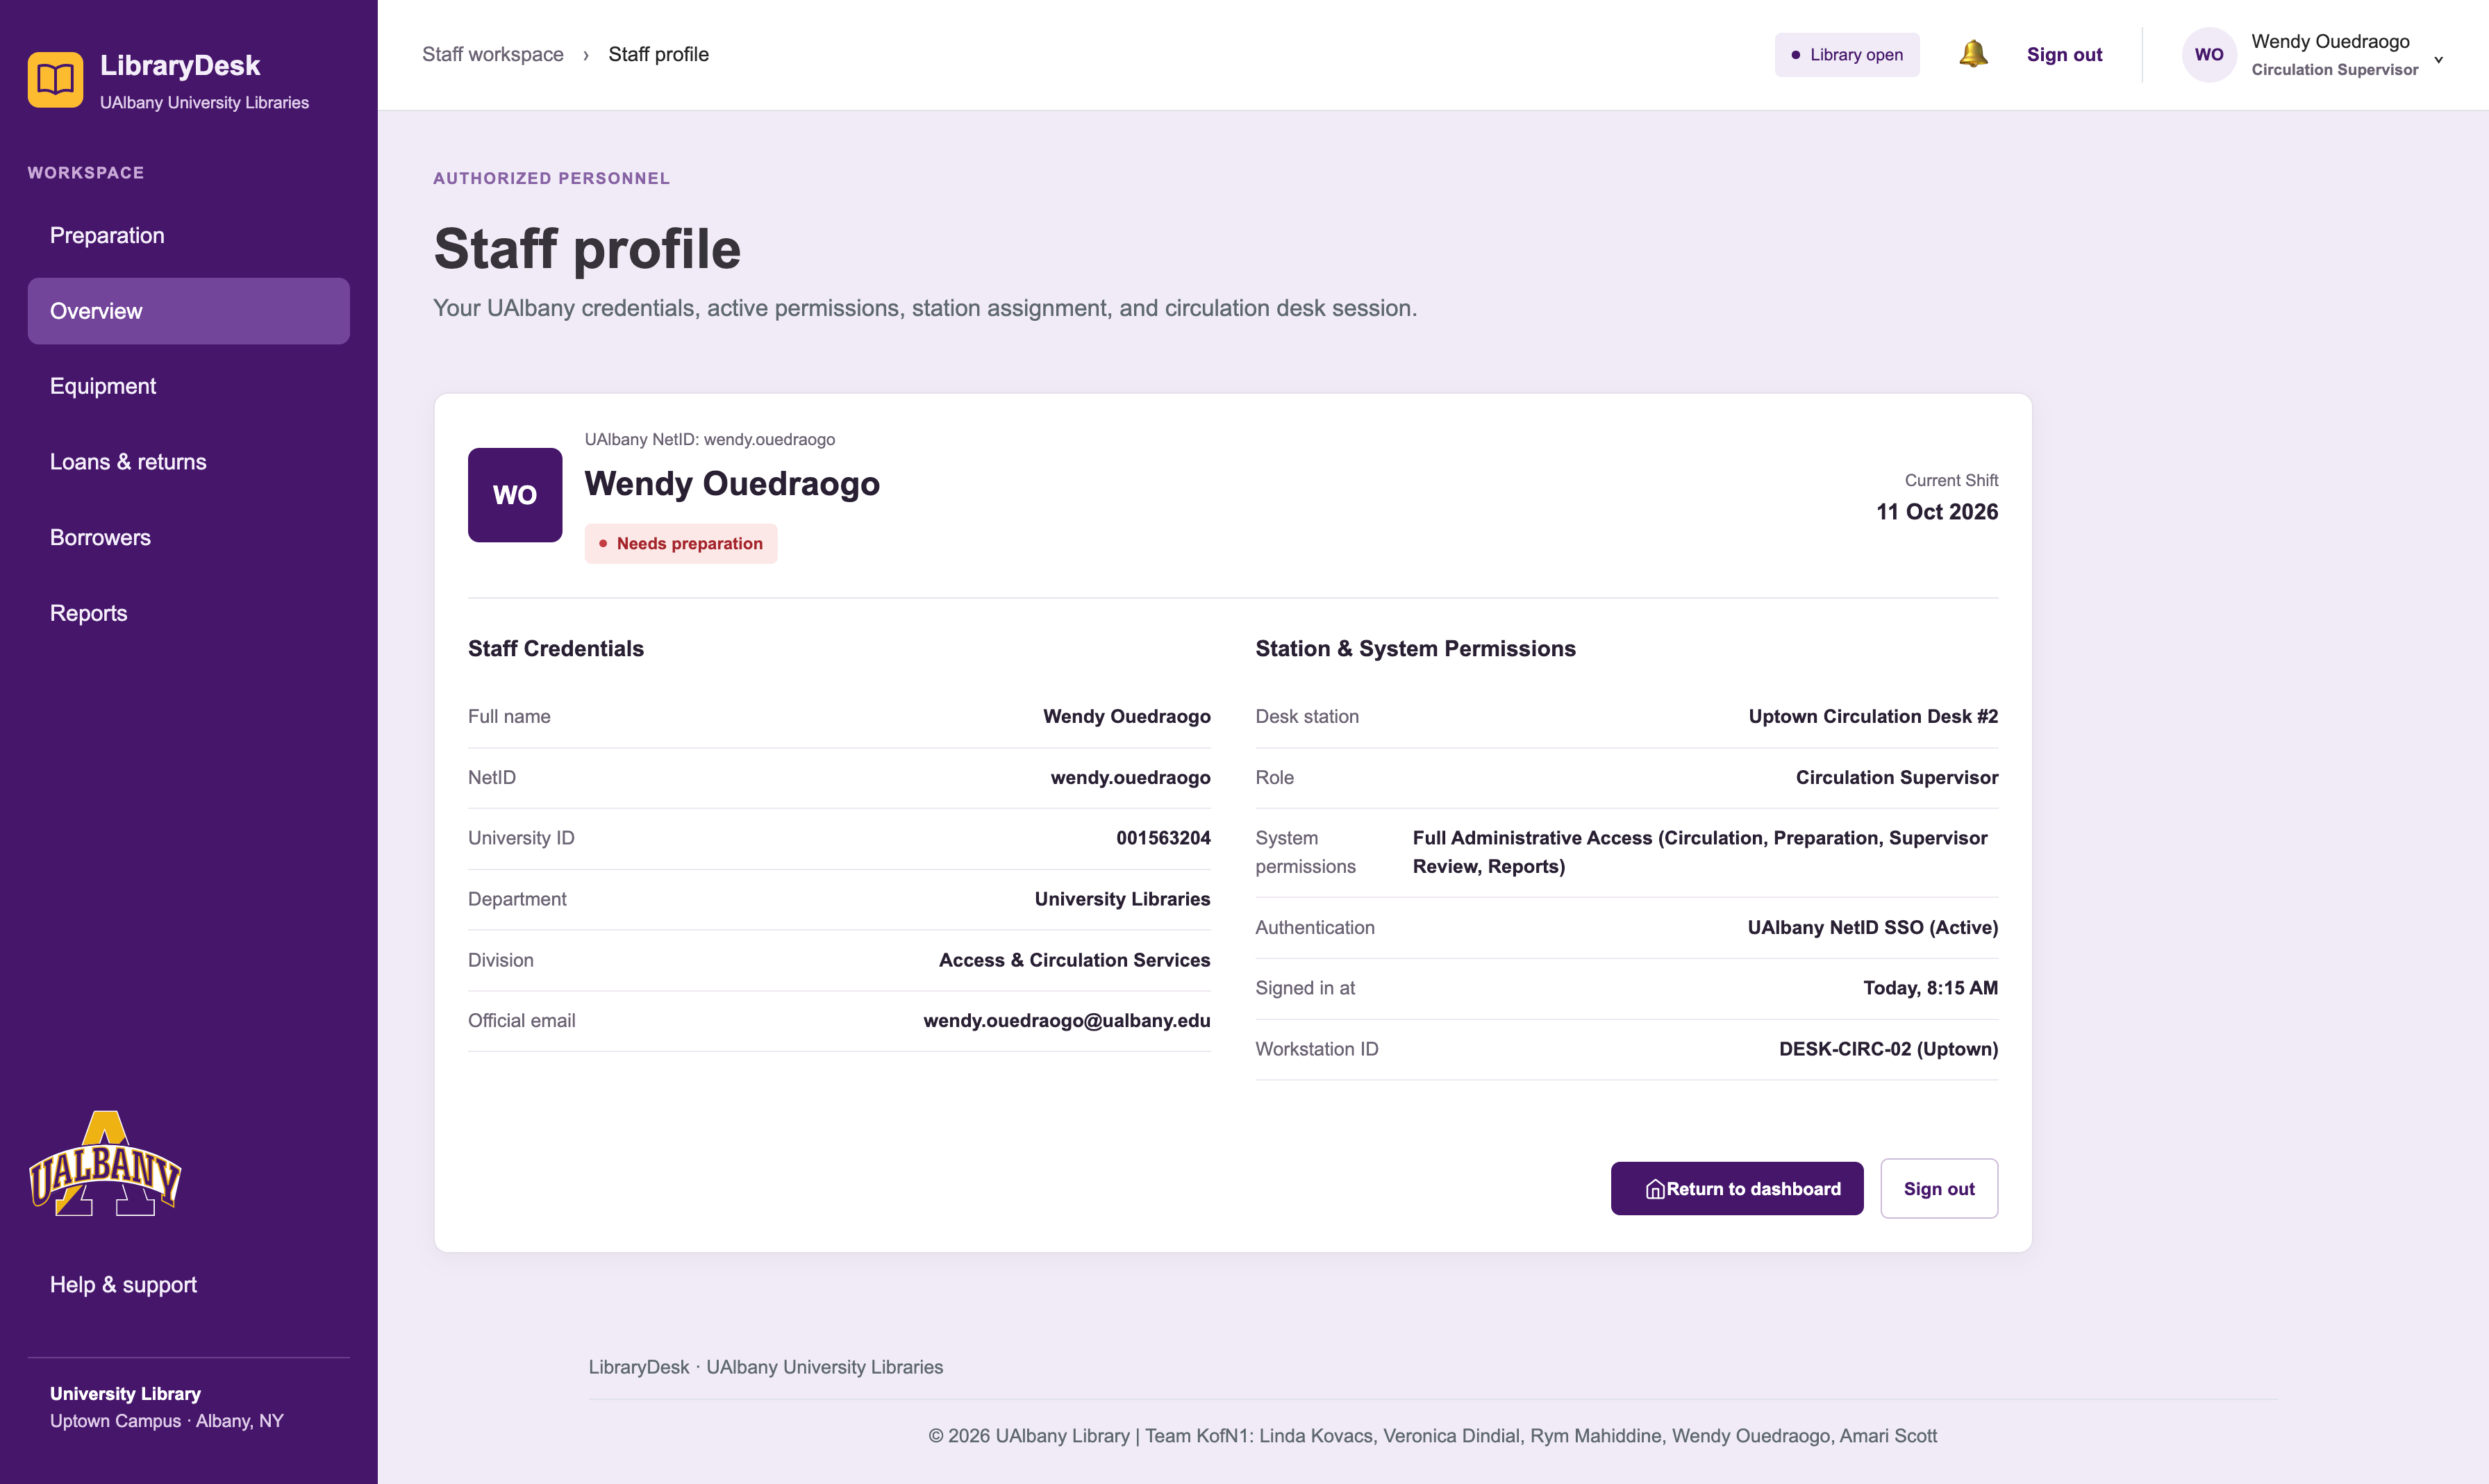 LibraryDesk
UAlbany University Libraries
WORKSPACE
Preparation
Overview
Equipment
Loans & returns
Borrowers
Reports
UALBANY
Help & support
University Library
Uptown Campus · Albany, NY
Staff workspace › Staff profile
Library open
Sign out
WO
Wendy Ouedraogo
Circulation Supervisor
AUTHORIZED PERSONNEL
Staff profile
Your UAlbany credentials, active permissions, station assignment, and circulation desk session.
WO
UAlbany NetID: wendy.ouedraogo
Wendy Ouedraogo
Needs preparation
Current Shift
11 Oct 2026
Staff Credentials
Full name Wendy Ouedraogo
NetID wendy.ouedraogo
University ID 001563204
Department University Libraries
Division Access & Circulation Services
Official email wendy.ouedraogo@ualbany.edu
Station & System Permissions
Desk station Uptown Circulation Desk #2
Role Circulation Supervisor
System permissions Full Administrative Access (Circulation, Preparation, Supervisor
Review, Reports)
Authentication UAlbany NetID SSO (Active)
Signed in at Today, 8:15 AM
Workstation ID DESK-CIRC-02 (Uptown)
Return to dashboard
Sign out
LibraryDesk · UAlbany University Libraries
© 2026 UAlbany Library | Team KofN1: Linda Kovacs, Veronica Dindial, Rym Mahiddine, Wendy Ouedraogo, Amari Scott